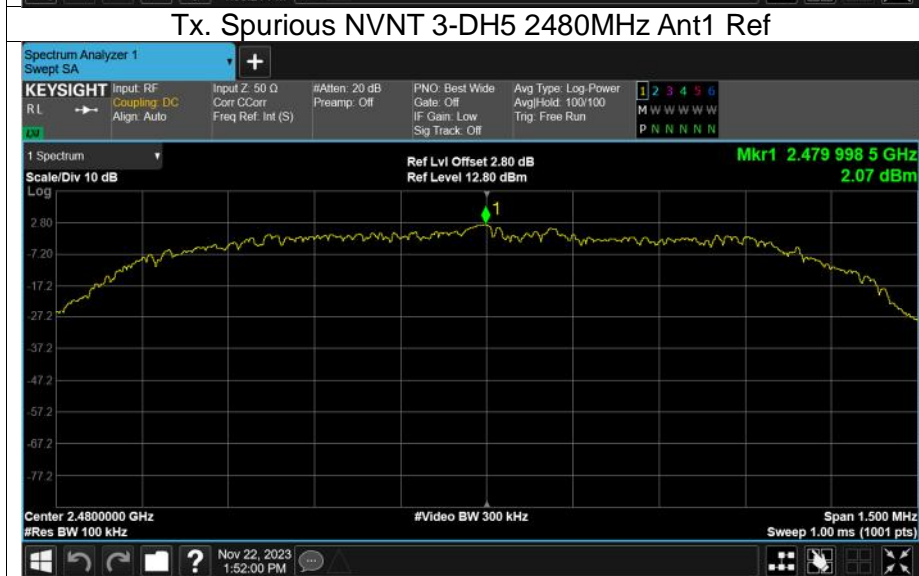 Tx. Spurious NVNT 3-DH5 2480MHz Ant1 Ref
Spectrum Analyzer 1
Swept SA
+
KEYSIGHT
RL
LXI
Input: RF
Coupling: DC
Align: Auto
Input Z: 50 Ω
Corr CCorr
Freq Ref: Int (S)
#Atten: 20 dB
Preamp: Off
PNO: Best Wide
Gate: Off
IF Gain: Low
Sig Track: Off
Avg Type: Log-Power
Avg|Hold: 100/100
Trig: Free Run
1 2 3 4 5 6
M W W W W W
P N N N N N
1 Spectrum
Scale/Div 10 dB
Log
Ref Lvl Offset 2.80 dB
Ref Level 12.80 dBm
Mkr1 2.479 998 5 GHz
2.07 dBm
1
2.80
-7.20
-17.2
-27.2
-37.2
-47.2
-57.2
-67.2
-77.2
Center 2.4800000 GHz
#Res BW 100 kHz
#Video BW 300 kHz
Span 1.500 MHz
Sweep 1.00 ms (1001 pts)
?
Nov 22, 2023
1:52:00 PM